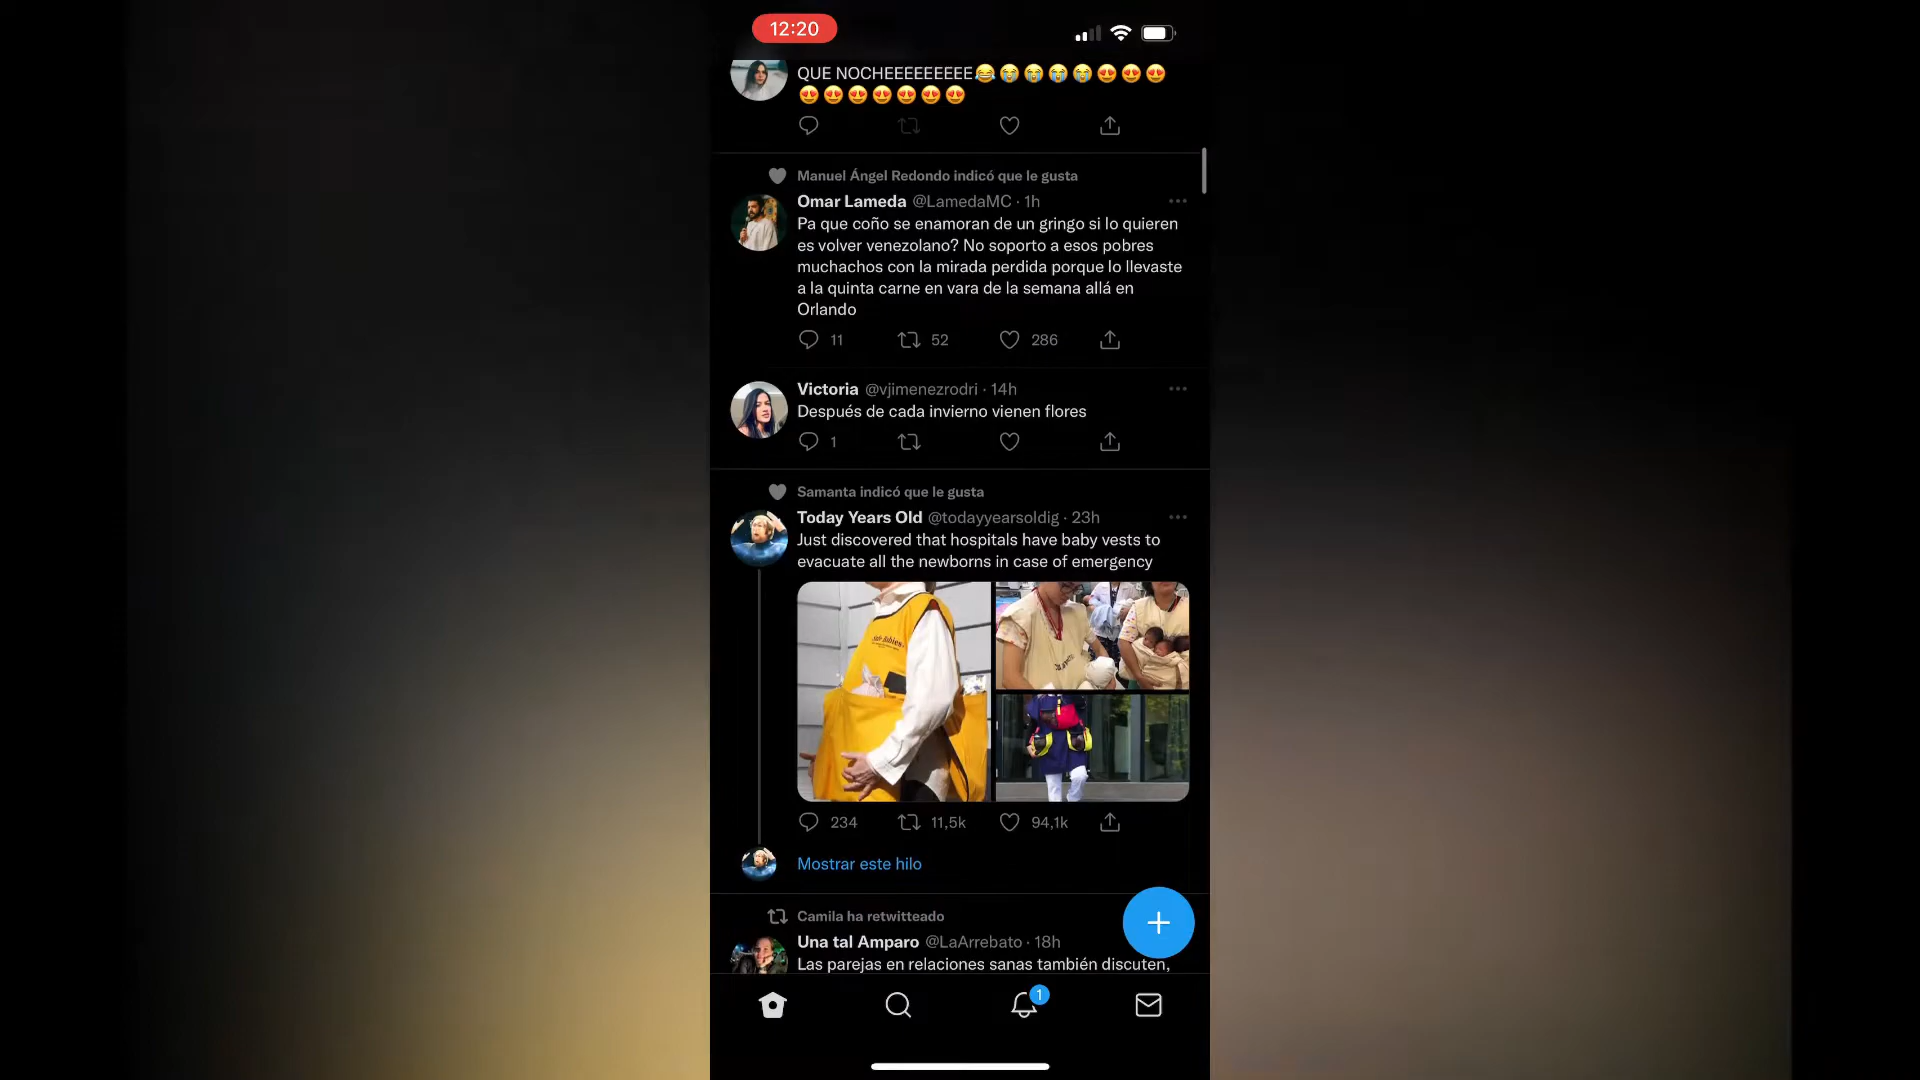 12:20
QUE NOCHEEEEEEEEE😂😭😭😭😭😍😍😍
😍😍😍😍😍😍😍
Manuel Ángel Redondo indicó que le gusta
Omar Lameda @LamedaMC · 1h
Pa que coño se enamoran de un gringo si lo quieren
es volver venezolano? No soporto a esos pobres
muchachos con la mirada perdida porque lo llevaste
a la quinta carne en vara de la semana allá en
Orlando
11 52 286
Victoria @vjimenezrodri · 14h
Después de cada invierno vienen flores
1
Samanta indicó que le gusta
Today Years Old @todayyearsoldig · 23h
Just discovered that hospitals have baby vests to
evacuate all the newborns in case of emergency
234 11,5k 94,1k
Mostrar este hilo
Camila ha retwitteado
Una tal Amparo @LaArrebato · 18h
Las parejas en relaciones sanas también discuten,
1